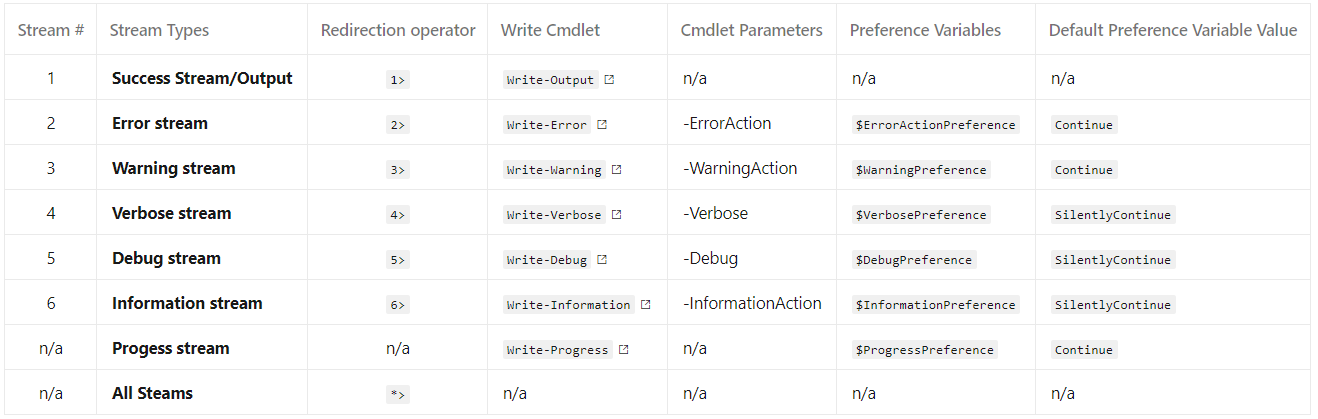 Stream # Stream Types Redirection operator Write Cmdlet Cmdlet Parameters Preference Variables Default Preference Variable Value
1 Success Stream/Output 1> Write-Output n/a n/a n/a
2 Error stream 2> Write-Error -ErrorAction $ErrorActionPreference Continue
3 Warning stream 3> Write-Warning -WarningAction $WarningPreference Continue
4 Verbose stream 4> Write-Verbose -Verbose $VerbosePreference SilentlyContinue
5 Debug stream 5> Write-Debug -Debug $DebugPreference SilentlyContinue
6 Information stream 6> Write-Information -InformationAction $InformationPreference SilentlyContinue
n/a Progess stream n/a Write-Progress n/a $ProgressPreference Continue
n/a All Steams *> n/a n/a n/a n/a